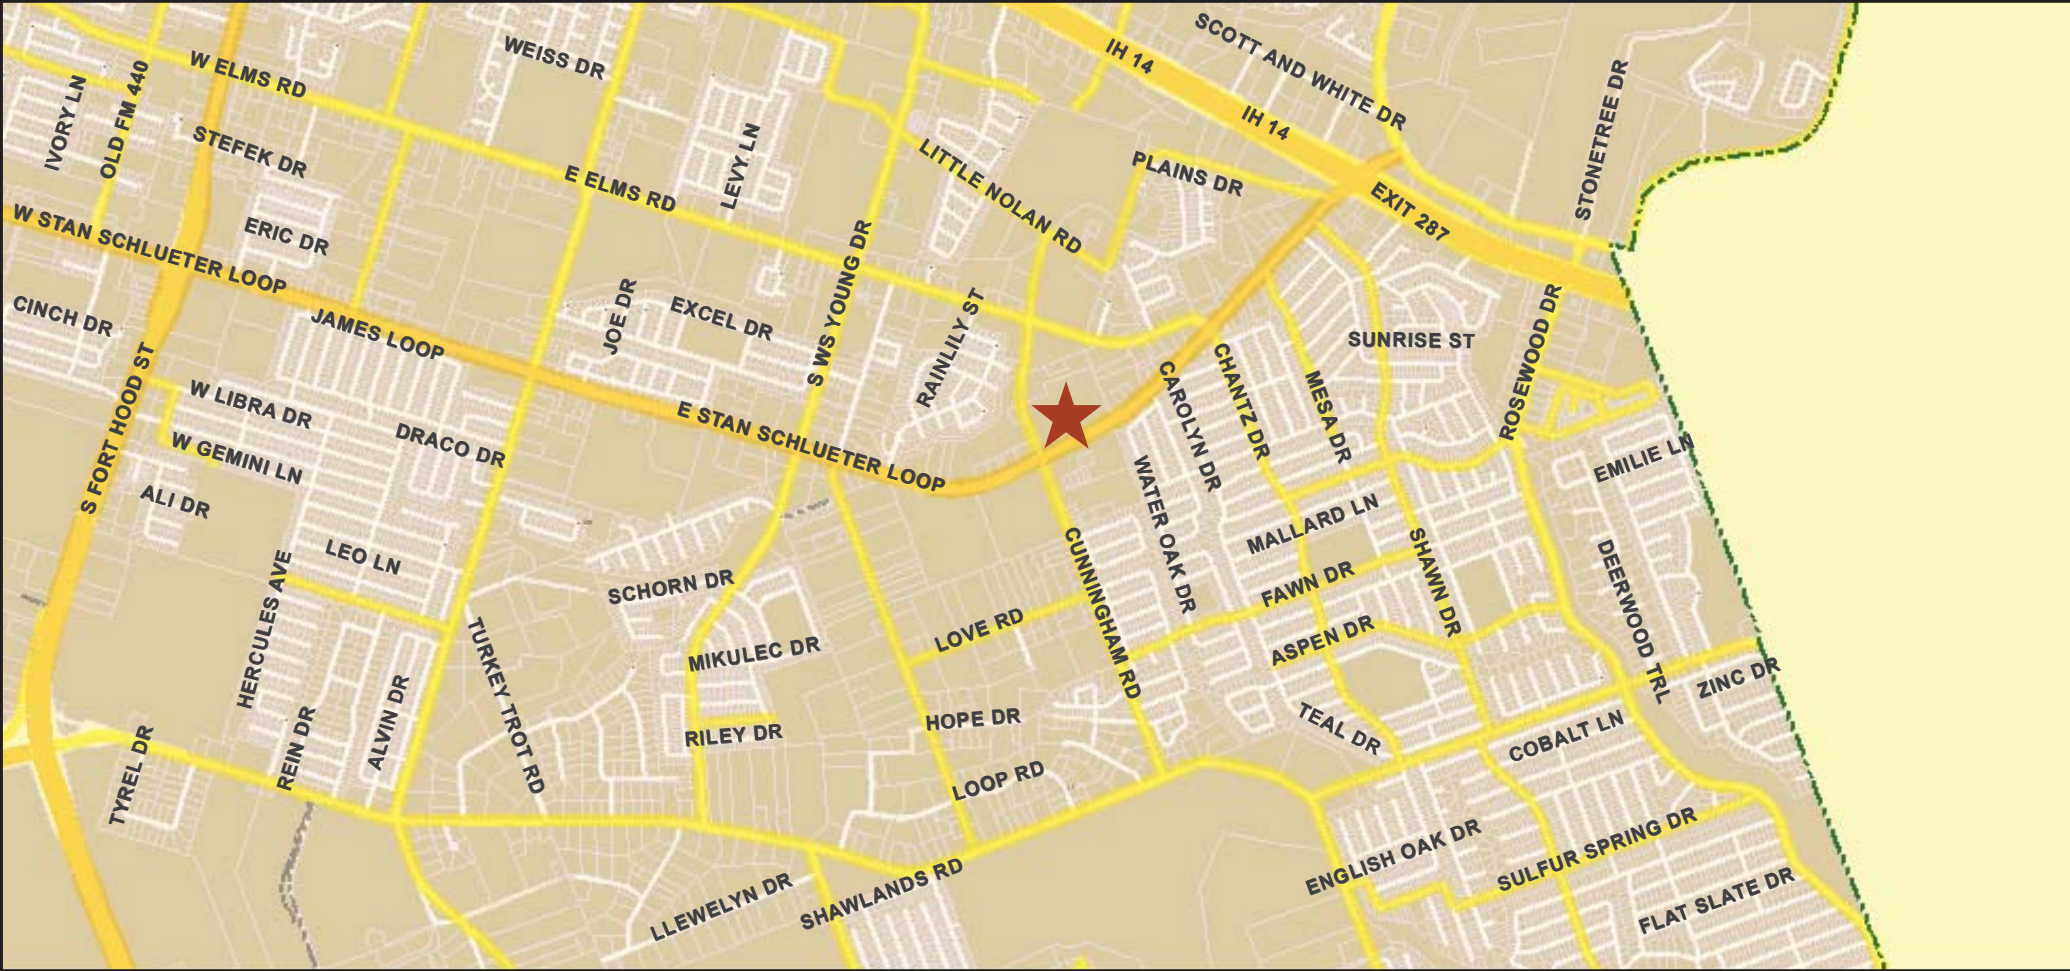 SCOTT AND WHITE DR
IH 14
WEISS DR
W ELMS RD
OLD FM 440
IVORY LN
STONETREE DR
IH 14
STEFEK DR
LEVY LN
LITTLE NOLAN RD
PLAINS DR
E ELMS RD
EXIT 287
W STAN SCHLUETER LOOP
ERIC DR
S WS YOUNG DR
JOE DR
EXCEL DR
RAINLILY ST
CINCH DR
JAMES LOOP
SUNRISE ST
ROSEWOOD DR
S FORT HOOD ST
W LIBRA DR
CAROLYN DR
CHANTZ DR
MESA DR
E STAN SCHLUETER LOOP
DRACO DR
W GEMINI LN
EMILIE LN
ALI DR
WATER OAK DR
MALLARD LN
LEO LN
CUNNINGHAM RD
SHAWN DR
DEERWOOD TRL
SCHORN DR
FAWN DR
HERCULES AVE
LOVE RD
ASPEN DR
TURKEY TROT RD
MIKULEC DR
ZINC DR
ALVIN DR
REIN DR
HOPE DR
TEAL DR
RILEY DR
COBALT LN
TYREL DR
LOOP RD
ENGLISH OAK DR
SULFUR SPRING DR
LLEWELYN DR
SHAWLANDS RD
FLAT SLATE DR